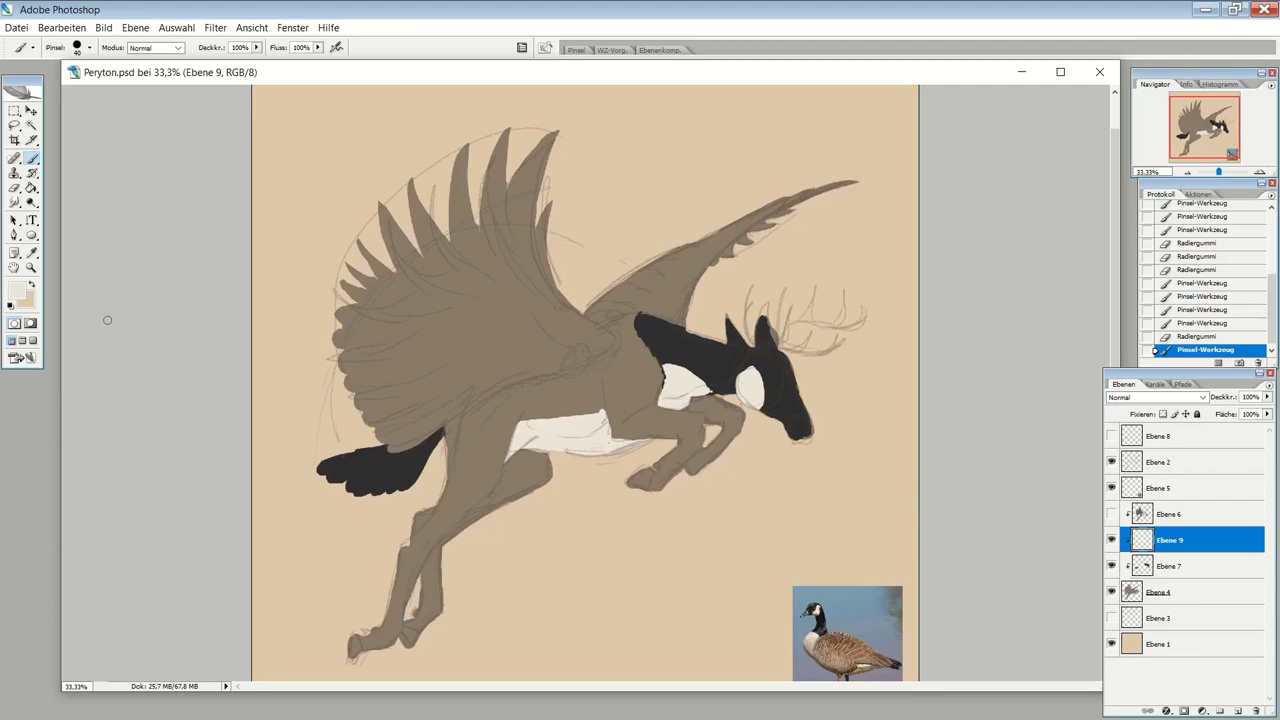 Adobe Photoshop
Datei Bearbeiten Bild Ebene Auswahl Filter Ansicht Fenster Hilfe
Pinsel: 40 Modus: Normal Deckkr.: 100% Fluss: 100% Pinsel WZ-Vorg. Ebenenkomp.
Peryton.psd bei 33,3% (Ebene 9, RGB/8)
Navigator Info Histogramm
33,33%
Protokoll Aktionen
Pinsel-Werkzeug
Pinsel-Werkzeug
Pinsel-Werkzeug
Radiergummi
Radiergummi
Pinsel-Werkzeug
Pinsel-Werkzeug
Pinsel-Werkzeug
Pinsel-Werkzeug
Radiergummi
Pinsel-Werkzeug
Ebenen Kanäle Pfade
Normal Deckkr.: 100%
Fixieren: Fläche: 100%
Ebene 8
Ebene 2
Ebene 5
Ebene 6
Ebene 9
Ebene 7
Ebene 4
Ebene 3
Ebene 1
33,33% Dok: 25,7 MB/67,8 MB